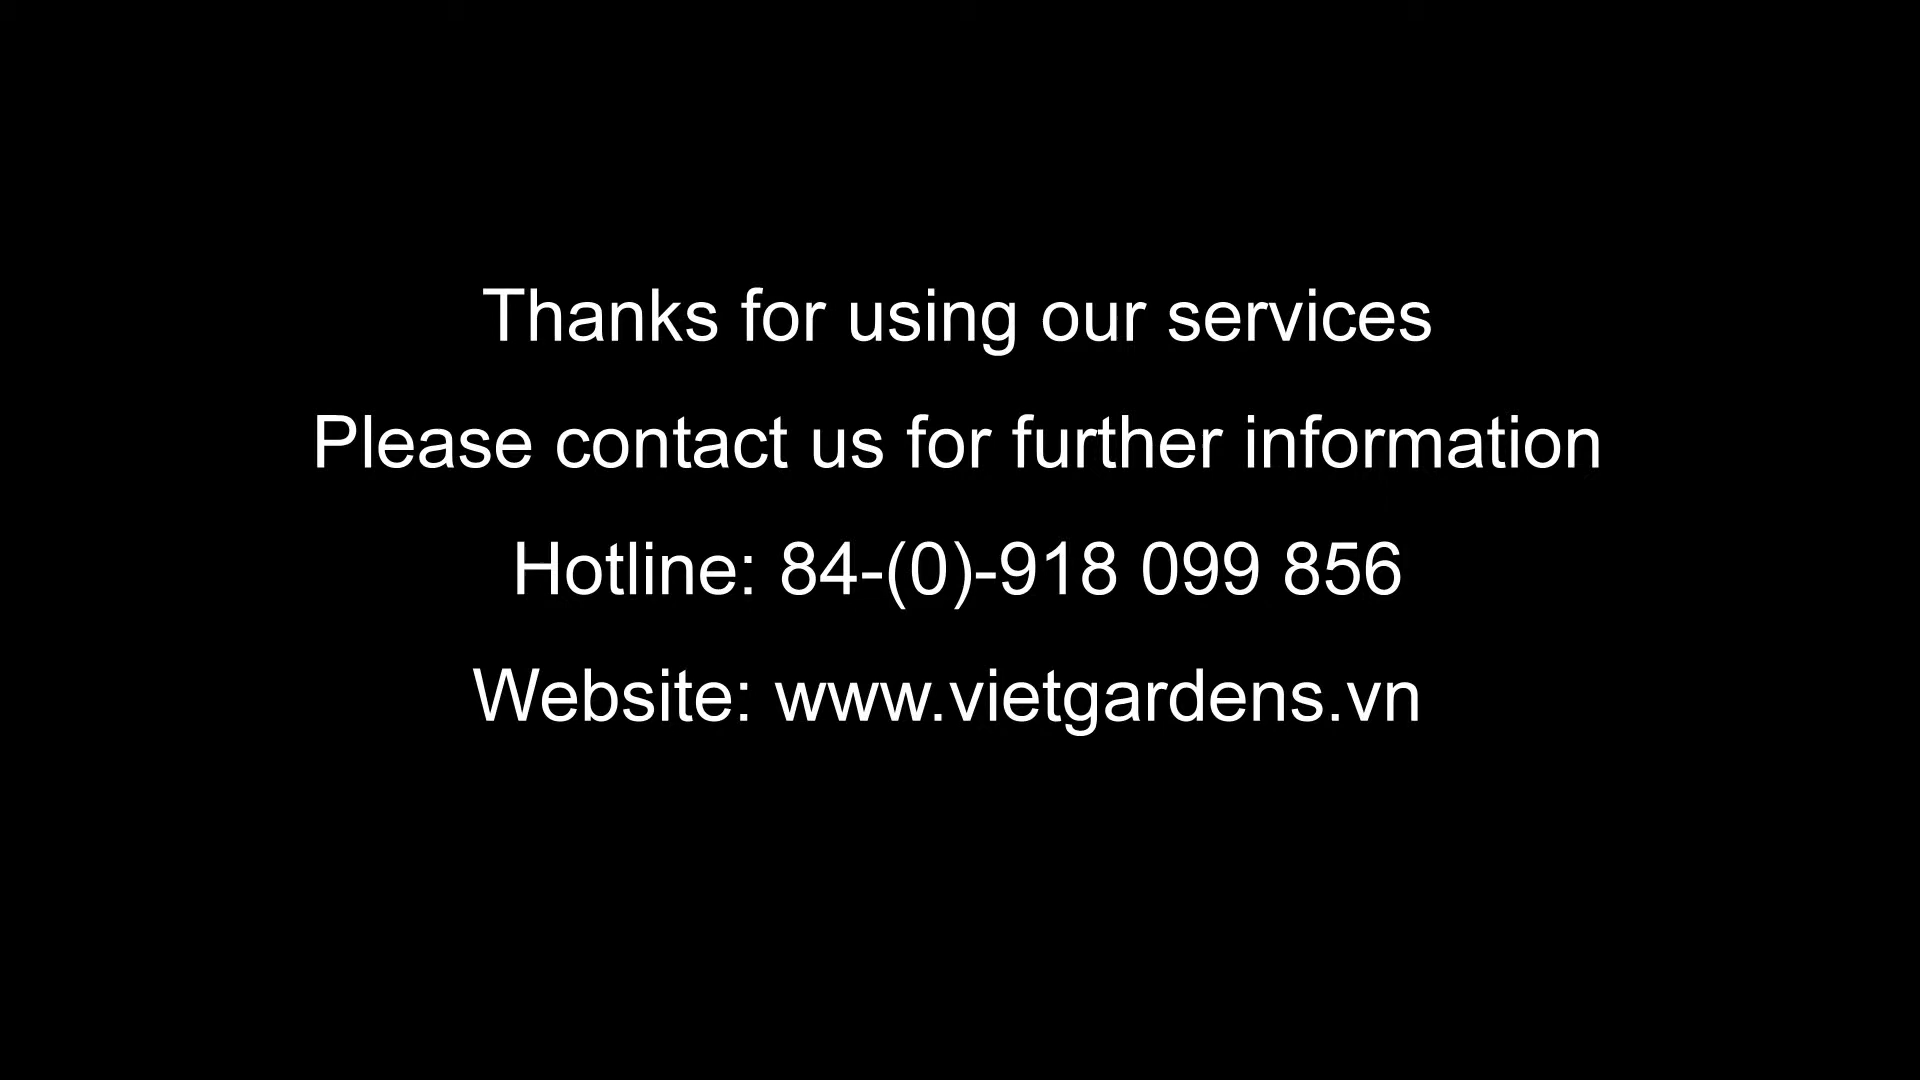 Thanks for using our services
Please contact us for further information
Hotline: 84-(0)-918 099 856
Website: www.vietgardens.vn